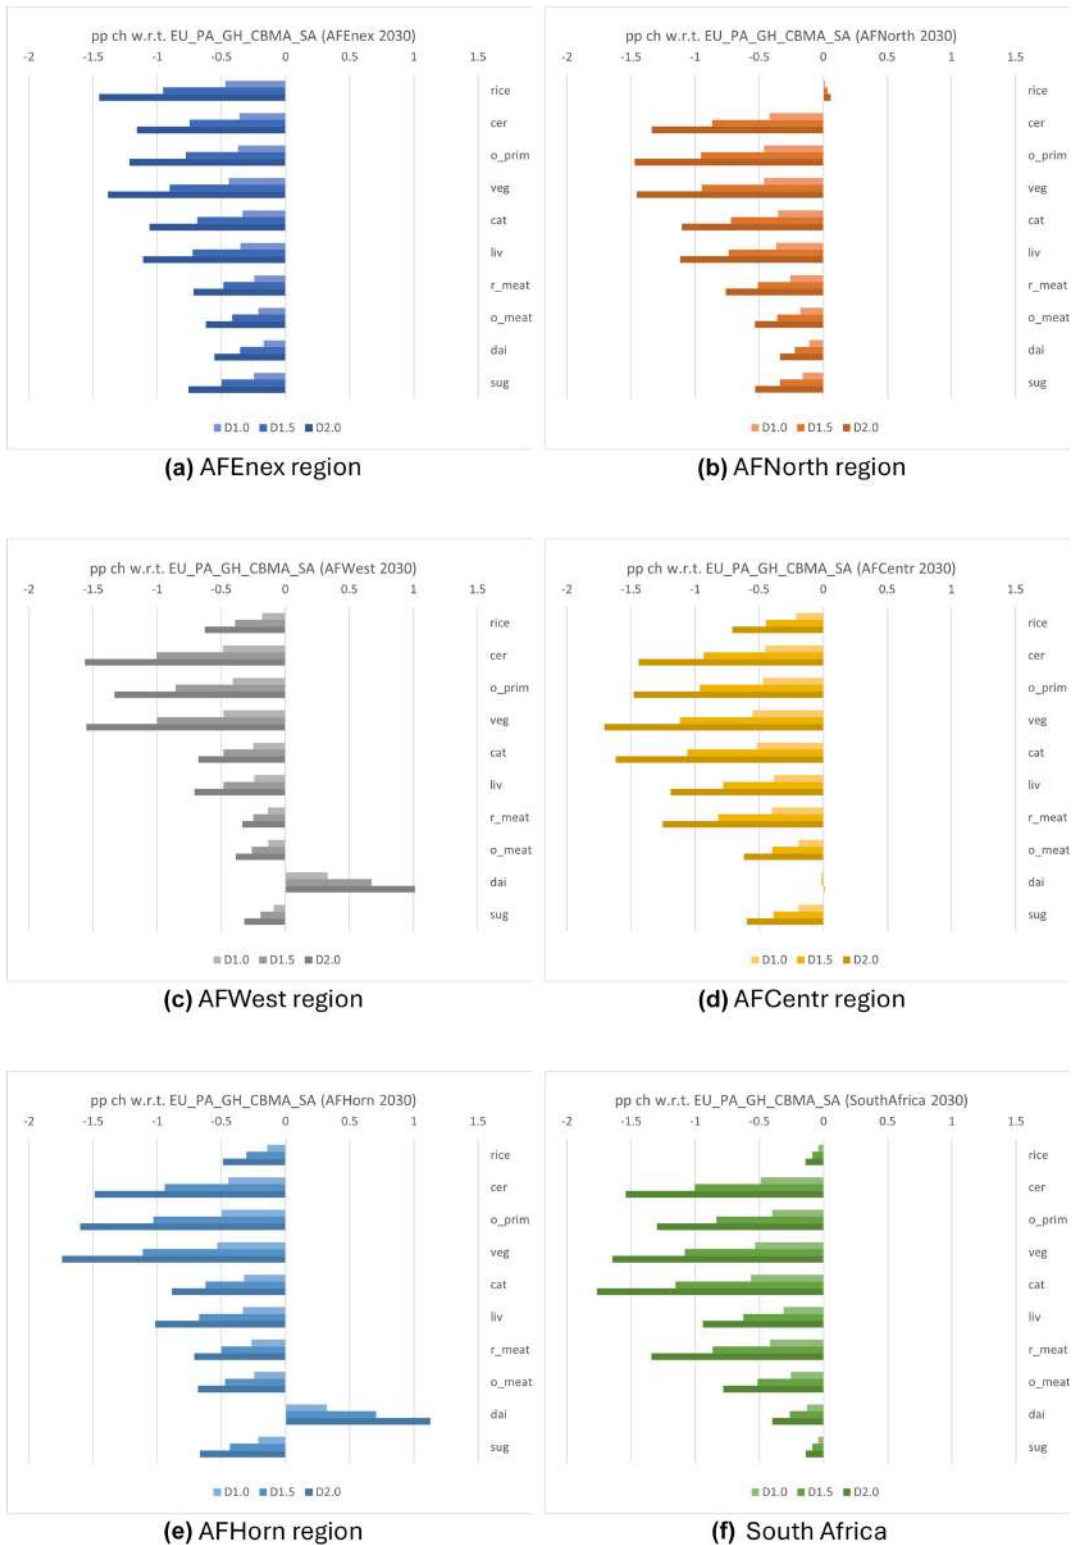 pp ch w.r.t. EU_PA_GH_CBMA_SA (AFEnex 2030)
-2 -1.5 -1 -0.5 0 0.5 1 1.5
rice
cer
o_prim
veg
cat
liv
r_meat
o_meat
dai
sug
D1.0 D1.5 D2.0
(a) AFEnex region
pp ch w.r.t. EU_PA_GH_CBMA_SA (AFNorth 2030)
-2 -1.5 -1 -0.5 0 0.5 1 1.5
rice
cer
o_prim
veg
cat
liv
r_meat
o_meat
dai
sug
D1.0 D1.5 D2.0
(b) AFNorth region
pp ch w.r.t. EU_PA_GH_CBMA_SA (AFWest 2030)
-2 -1.5 -1 -0.5 0 0.5 1 1.5
rice
cer
o_prim
veg
cat
liv
r_meat
o_meat
dai
sug
D1.0 D1.5 D2.0
(c) AFWest region
pp ch w.r.t. EU_PA_GH_CBMA_SA (AFCentr 2030)
-2 -1.5 -1 -0.5 0 0.5 1 1.5
rice
cer
o_prim
veg
cat
liv
r_meat
o_meat
dai
sug
D1.0 D1.5 D2.0
(d) AFCentr region
pp ch w.r.t. EU_PA_GH_CBMA_SA (AFHorn 2030)
-2 -1.5 -1 -0.5 0 0.5 1 1.5
rice
cer
o_prim
veg
cat
liv
r_meat
o_meat
dai
sug
D1.0 D1.5 D2.0
(e) AFHorn region
pp ch w.r.t. EU_PA_GH_CBMA_SA (SouthAfrica 2030)
-2 -1.5 -1 -0.5 0 0.5 1 1.5
rice
cer
o_prim
veg
cat
liv
r_meat
o_meat
dai
sug
D1.0 D1.5 D2.0
(f) South Africa